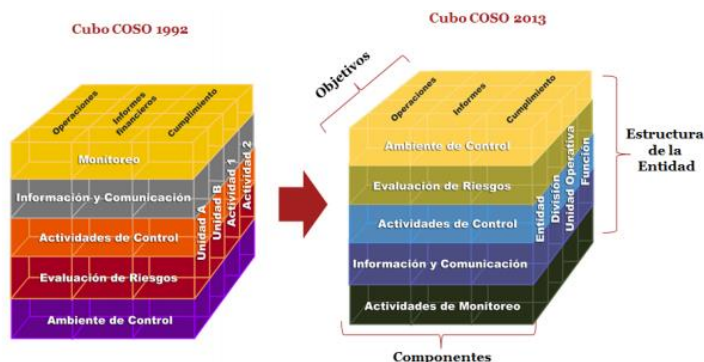 Cubo COSO 1992
Operaciones
Informes
financieros
Cumplimiento
Monitoreo
Información y Comunicación
Actividades de Control
Evaluación de Riesgos
Ambiente de Control
Unidad A
Unidad B
Actividad 1
Actividad 2
Cubo COSO 2013
Objetivos
Operaciones
Informes
Cumplimiento
Ambiente de Control
Evaluación de Riesgos
Actividades de Control
Información y Comunicación
Actividades de Monitoreo
Entidad
División
Unidad Operativa
Función
Estructura
de la
Entidad
Componentes